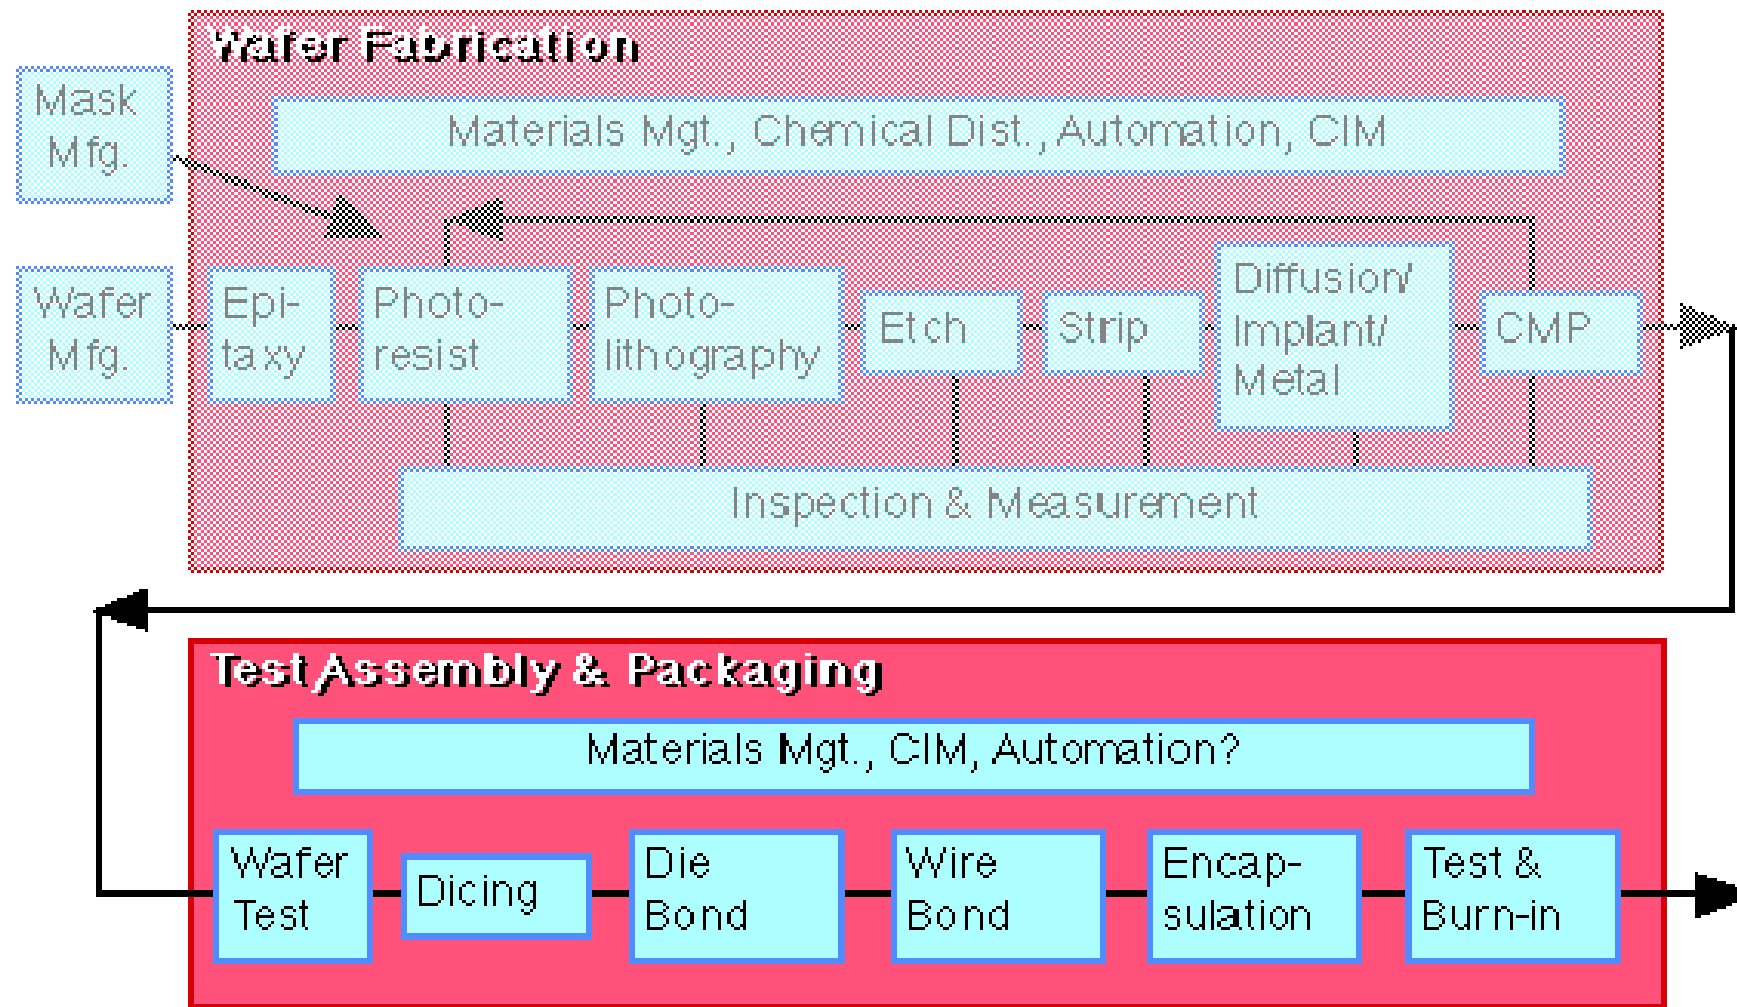 Wafer Fabrication
Mask
Mfg.
Materials Mgt., Chemical Dist., Automation, CIM
Wafer
Mfg.
Epi-
taxy
Photo-
resist
Photo-
lithography
Etch
Strip
Diffusion/
Implant/
Metal
CMP
Inspection & Measurement
Test,Assembly & Packaging
Materials Mgt., CIM, Automation?
Wafer
Test
Dicing
Die
Bond
Wire
Bond
Encap-
sulation
Test &
Burn-in